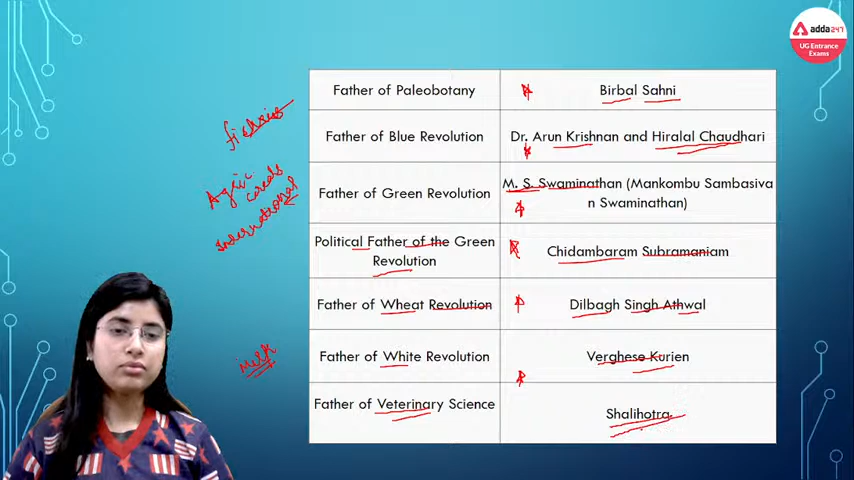 adda247
UG Entrance
Exams
Father of Paleobotany
Birbal Sahni
fisheries
Father of Blue Revolution
Dr. Arun Krishnan and Hiralal Chaudhari
Agric
cereals
International
Father of Green Revolution
M. S. Swaminathan (Mankombu Sambasiva
n Swaminathan)
Political Father of the Green
Revolution
Chidambaram Subramaniam
Father of Wheat Revolution
Dilbagh Singh Athwal
Milk
Father of White Revolution
Verghese Kurien
Father of Veterinary Science
Shalihotra